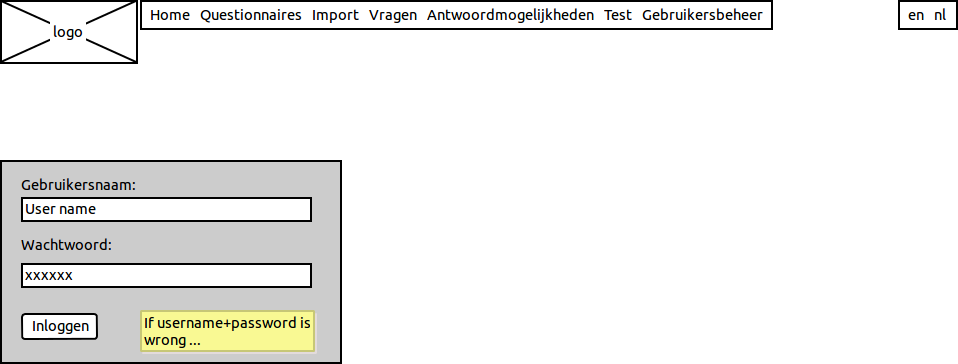 logo
Home Questionnaires Import Vragen Antwoordmogelijkheden Test Gebruikersbeheer
en nl
Gebruikersnaam:
User name
Wachtwoord:
xxxxxx
Inloggen
If username+password is
wrong ...